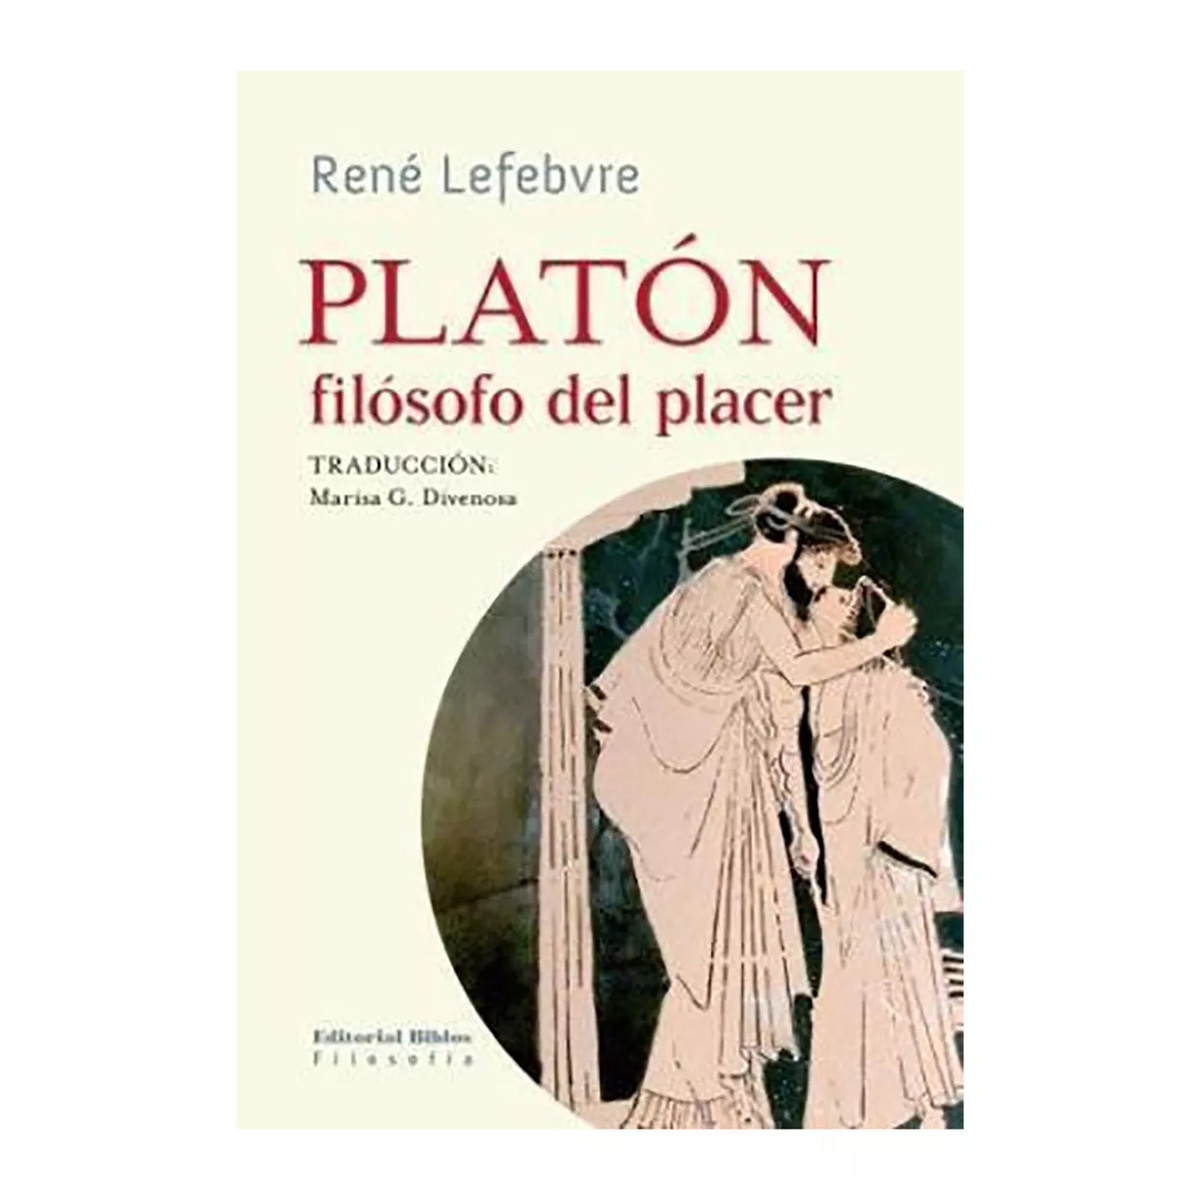 René Lefebvre
PLATÓN
filósofo del placer
TRADUCCIÓN:
Marisa G. Divenosa
Editorial Biblos
Filosofía